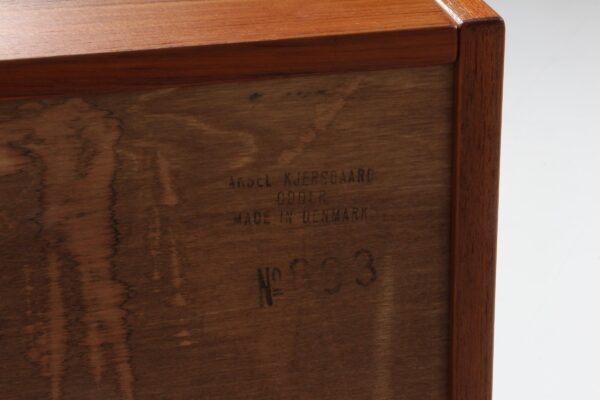 AKSEL KJERSGAARD
ODDER
MADE IN DENMARK
Nº